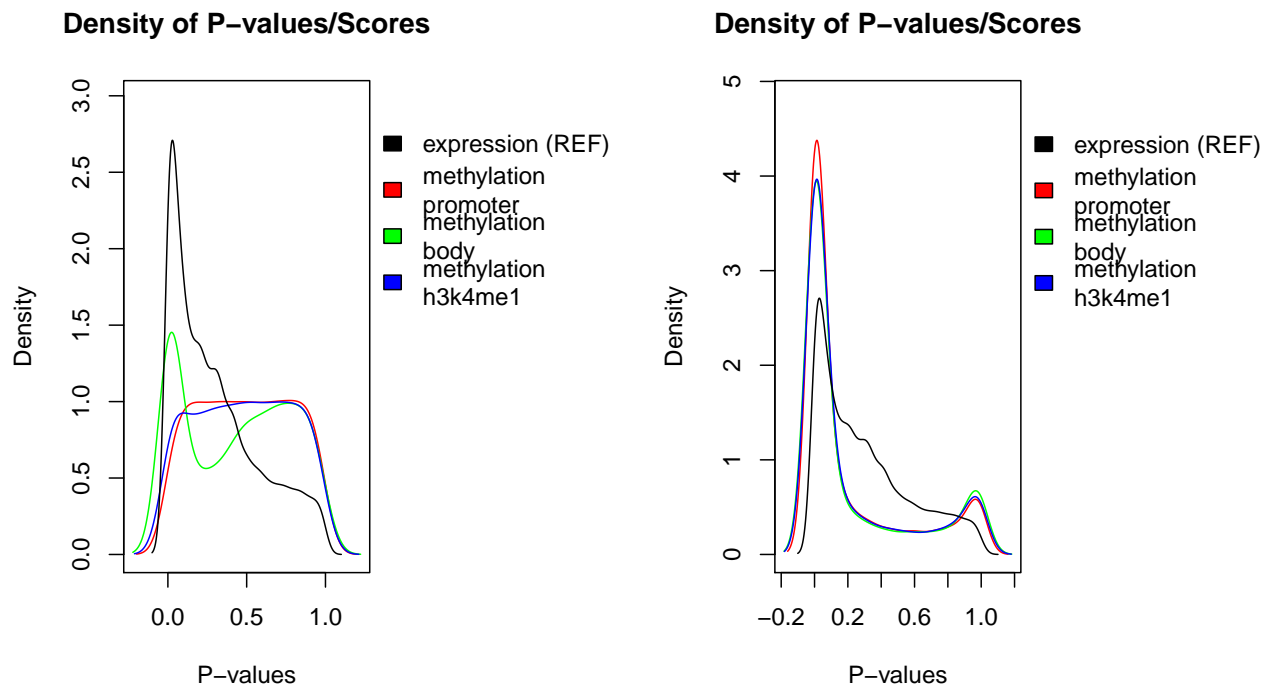 Density of P−values/Scores
Density
0.0
0.5
1.0
1.5
2.0
2.5
3.0
0.0
0.5
1.0
P−values
expression (REF)
methylation
promoter
methylation
body
methylation
h3k4me1
Density of P−values/Scores
Density
0
1
2
3
4
5
−0.2
0.2
0.6
1.0
P−values
expression (REF)
methylation
promoter
methylation
body
methylation
h3k4me1